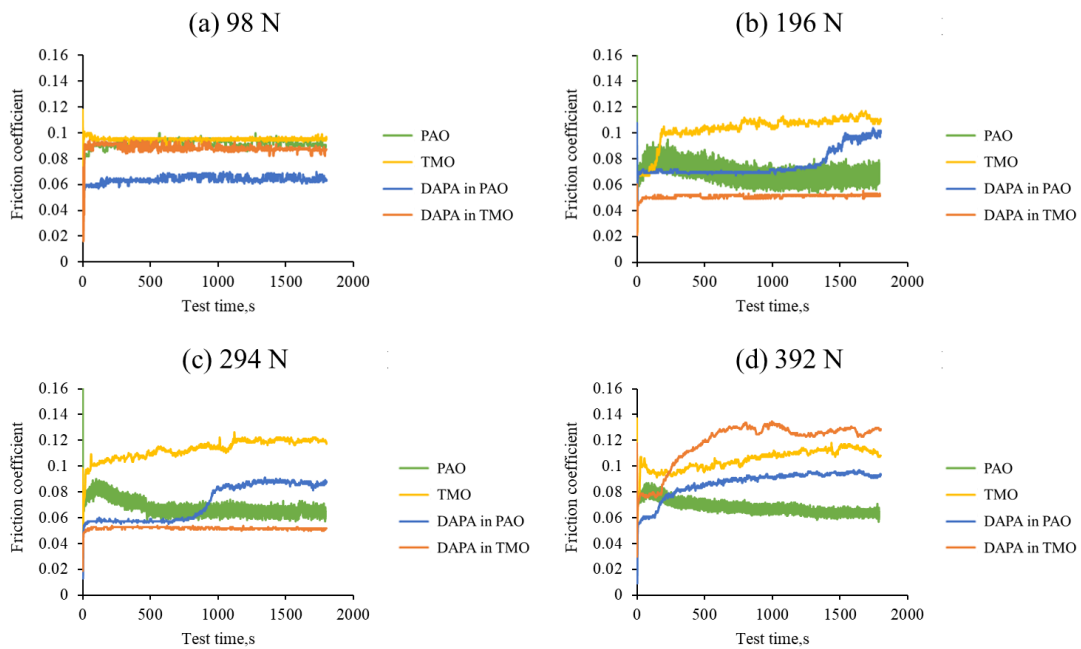 (a) 98 N
0.16
0.14
0.12
0.1
0.08
0.06
0.04
0.02
0
Friction coefficient
0 500 1000 1500 2000
Test time,s
PAO
TMO
DAPA in PAO
DAPA in TMO
(b) 196 N
0.16
0.14
0.12
0.1
0.08
0.06
0.04
0.02
0
Friction coefficient
0 500 1000 1500 2000
Test time,s
PAO
TMO
DAPA in PAO
DAPA in TMO
(c) 294 N
0.16
0.14
0.12
0.1
0.08
0.06
0.04
0.02
0
Friction coefficient
0 500 1000 1500 2000
Test time,s
PAO
TMO
DAPA in PAO
DAPA in TMO
(d) 392 N
0.16
0.14
0.12
0.1
0.08
0.06
0.04
0.02
0
Friction coefficient
0 500 1000 1500 2000
Test time,s
PAO
TMO
DAPA in PAO
DAPA in TMO